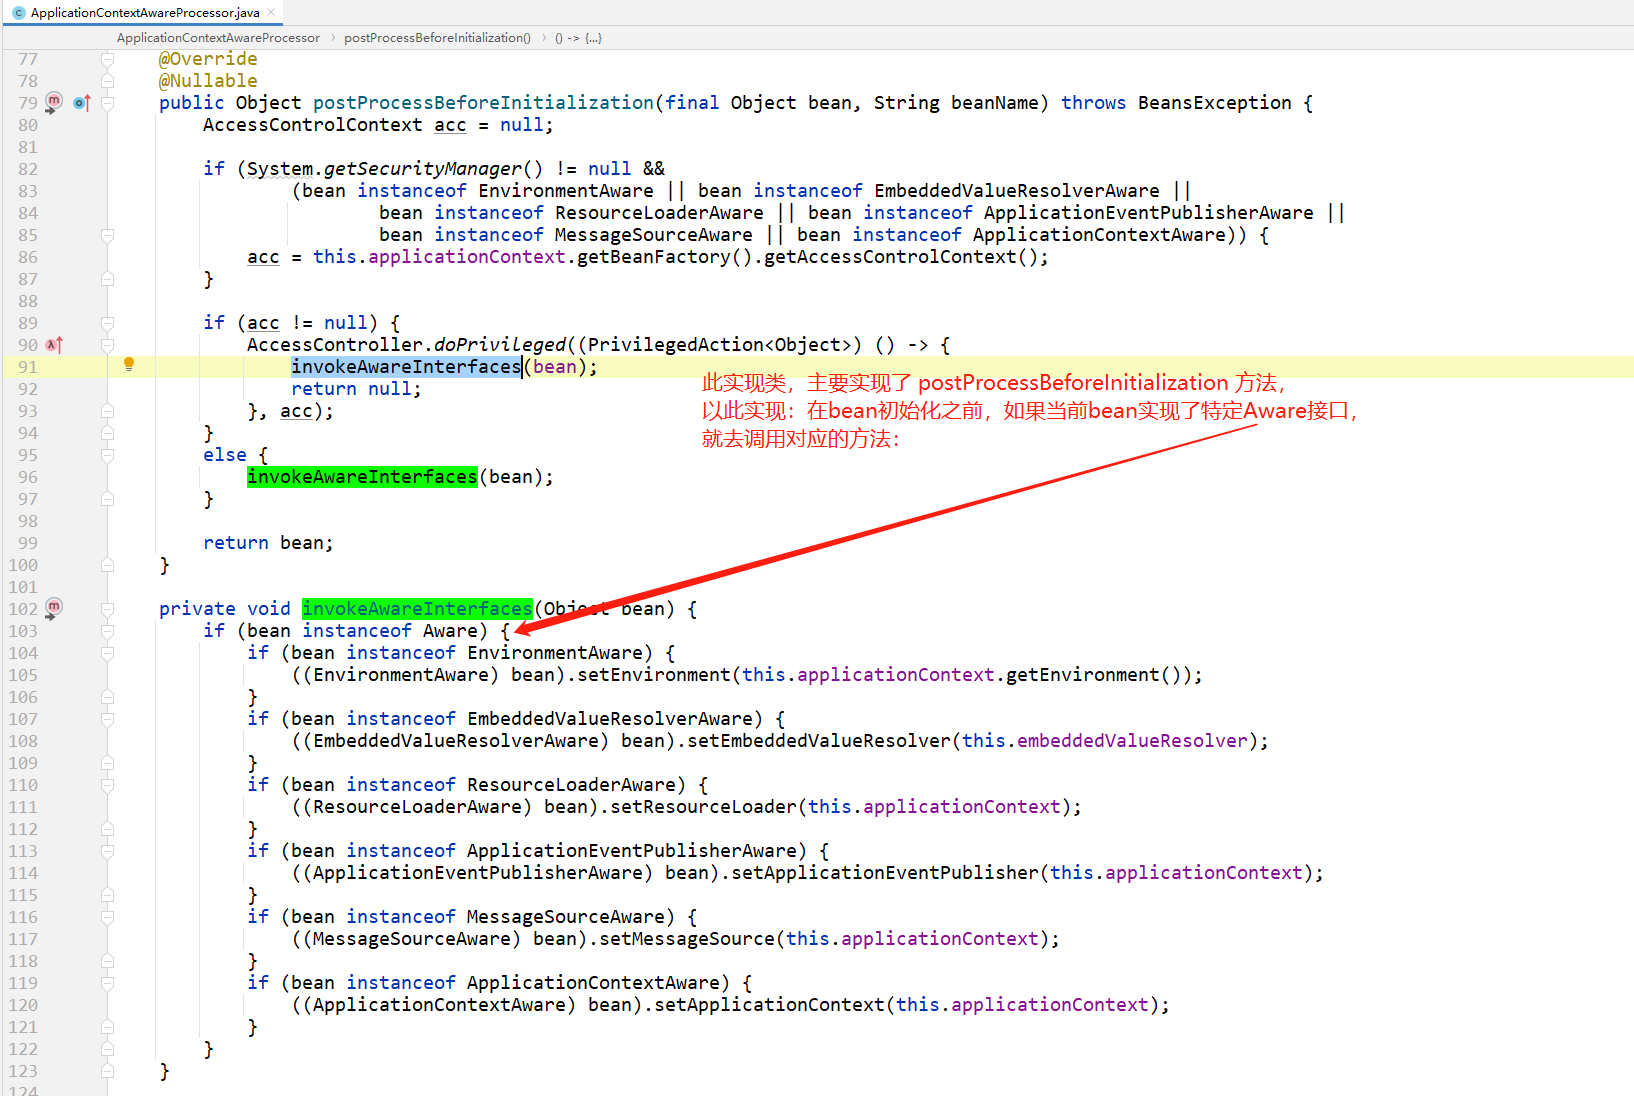 ApplicationContextAwareProcessor.java
ApplicationContextAwareProcessor > postProcessBeforeInitialization() > () -> {...}
77 @Override
78 @Nullable
79 public Object postProcessBeforeInitialization(final Object bean, String beanName) throws BeansException {
80 AccessControlContext acc = null;
81
82 if (System.getSecurityManager() != null &&
83 (bean instanceof EnvironmentAware || bean instanceof EmbeddedValueResolverAware ||
84 bean instanceof ResourceLoaderAware || bean instanceof ApplicationEventPublisherAware ||
85 bean instanceof MessageSourceAware || bean instanceof ApplicationContextAware)) {
86 acc = this.applicationContext.getBeanFactory().getAccessControlContext();
87 }
88
89 if (acc != null) {
90 AccessController.doPrivileged((PrivilegedAction<Object>) () -> {
91 invokeAwareInterfaces(bean);
92 return null;
93 }, acc);
94 }
95 else {
96 invokeAwareInterfaces(bean);
97 }
98
99 return bean;
100 }
101
102 private void invokeAwareInterfaces(Object bean) {
103 if (bean instanceof Aware) {
104 if (bean instanceof EnvironmentAware) {
105 ((EnvironmentAware) bean).setEnvironment(this.applicationContext.getEnvironment());
106 }
107 if (bean instanceof EmbeddedValueResolverAware) {
108 ((EmbeddedValueResolverAware) bean).setEmbeddedValueResolver(this.embeddedValueResolver);
109 }
110 if (bean instanceof ResourceLoaderAware) {
111 ((ResourceLoaderAware) bean).setResourceLoader(this.applicationContext);
112 }
113 if (bean instanceof ApplicationEventPublisherAware) {
114 ((ApplicationEventPublisherAware) bean).setApplicationEventPublisher(this.applicationContext);
115 }
116 if (bean instanceof MessageSourceAware) {
117 ((MessageSourceAware) bean).setMessageSource(this.applicationContext);
118 }
119 if (bean instanceof ApplicationContextAware) {
120 ((ApplicationContextAware) bean).setApplicationContext(this.applicationContext);
121 }
122 }
123 }
124
此实现类，主要实现了 postProcessBeforeInitialization 方法，
以此实现：在bean初始化之前，如果当前bean实现了特定Aware接口，
就去调用对应的方法：